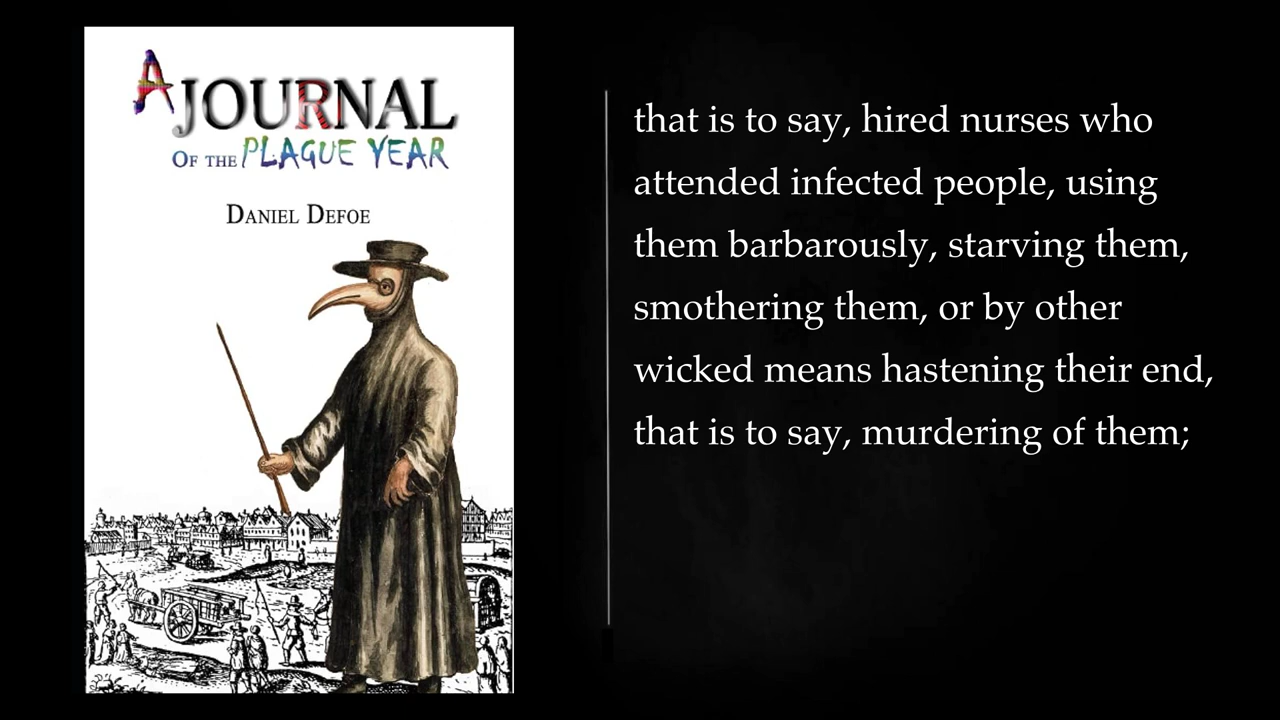 A JOURNAL
OF THE PLAGUE YEAR
DANIEL DEFOE
that is to say, hired nurses who
attended infected people, using
them barbarously, starving them,
smothering them, or by other
wicked means hastening their end,
that is to say, murdering of them;